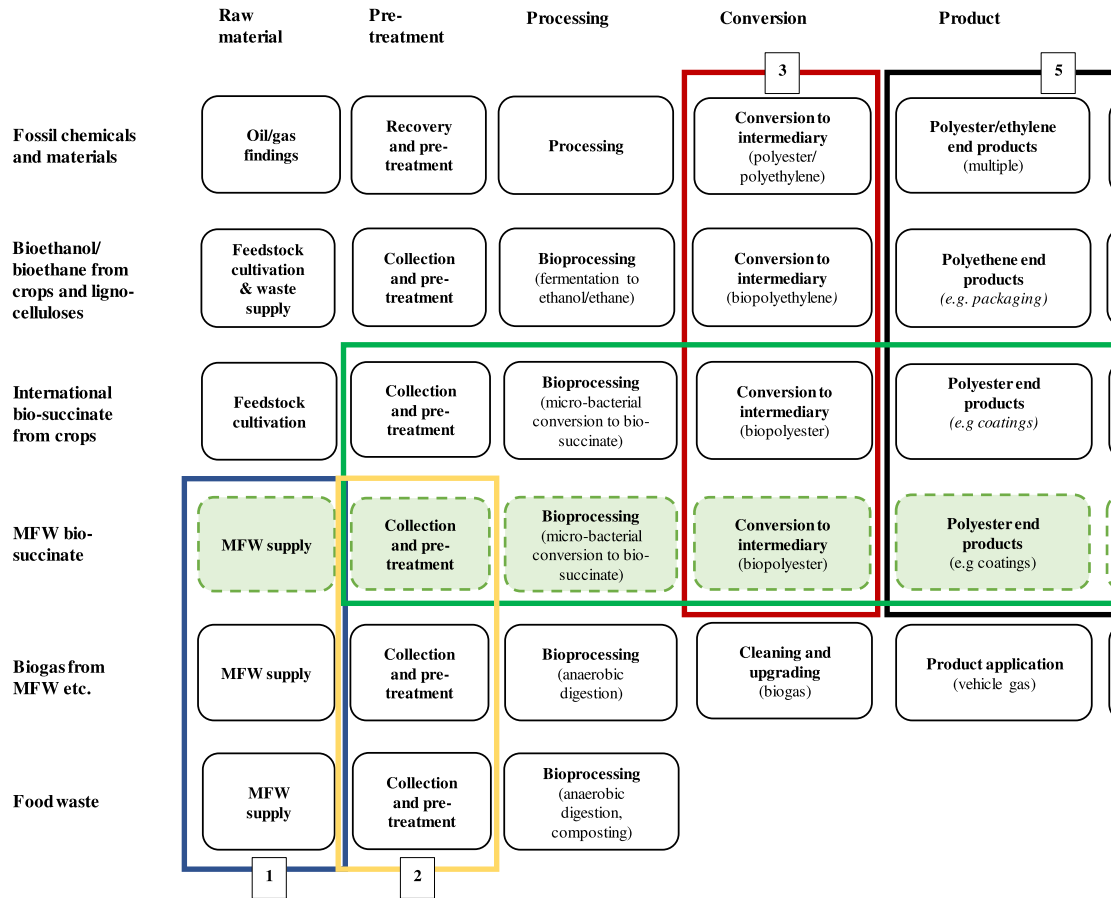 Raw
material
Pre-
treatment
Processing
Conversion
Product
3
5
Fossil chemicals
and materials
Oil/gas
findings
Recovery
and pre-
treatment
Processing
Conversion to
intermediary
(polyester/
polyethylene)
Polyester/ethylene
end products
(multiple)
Bioethanol/
bioethane from
crops and ligno-
celluloses
Feedstock
cultivation
& waste
supply
Collection
and pre-
treatment
Bioprocessing
(fermentation to
ethanol/ethane)
Conversion to
intermediary
(biopolyethylene)
Polyethene end
products
(e.g. packaging)
International
bio-succinate
from crops
Feedstock
cultivation
Collection
and pre-
treatment
Bioprocessing
(micro-bacterial
conversion to bio-
succinate)
Conversion to
intermediary
(biopolyester)
Polyester end
products
(e.g coatings)
MFW bio-
succinate
MFW supply
Collection
and pre-
treatment
Bioprocessing
(micro-bacterial
conversion to bio-
succinate)
Conversion to
intermediary
(biopolyester)
Polyester end
products
(e.g coatings)
Biogas from
MFW etc.
MFW supply
Collection
and pre-
treatment
Bioprocessing
(anaerobic
digestion)
Cleaning and
upgrading
(biogas)
Product application
(vehicle gas)
Food waste
MFW
supply
Collection
and pre-
treatment
Bioprocessing
(anaerobic
digestion,
composting)
1
2